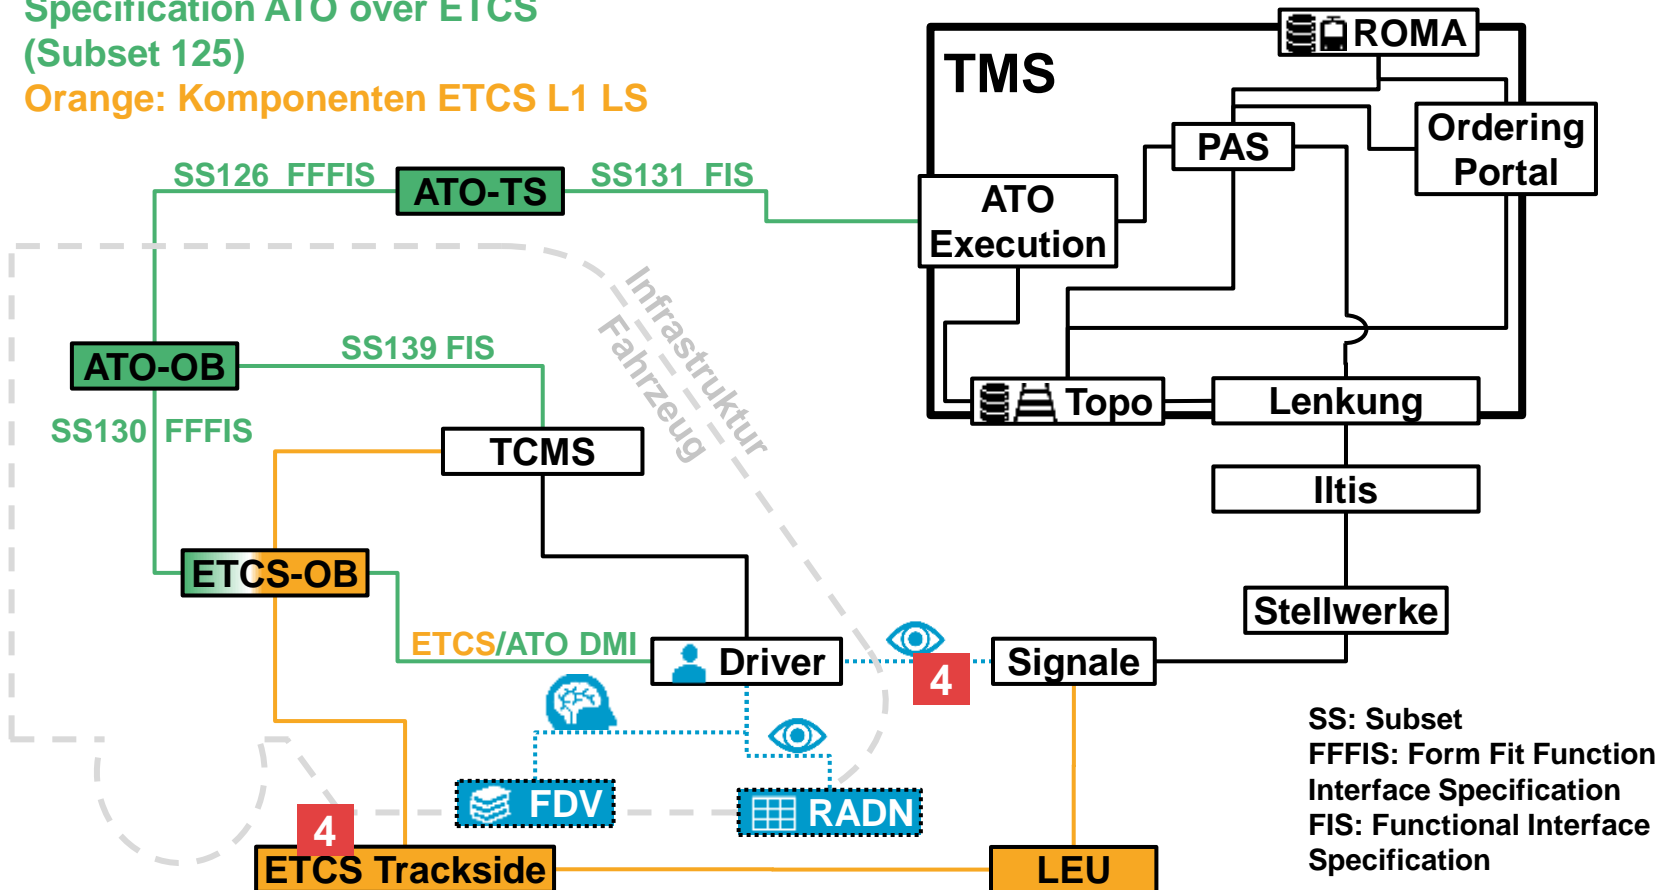 Specification ATO over ETCS
(Subset 125)
Orange: Komponenten ETCS L1 LS
ROMA
TMS
Ordering
Portal
PAS
SS126 FFFIS
ATO-TS
SS131 FIS
ATO
Execution
Infrastruktur
Fahrzeug
SS139 FIS
ATO-OB
SS130 FFFIS
Topo
Lenkung
TCMS
Iltis
ETCS-OB
Stellwerke
ETCS/ATO DMI
Driver
4
Signale
FDV
RADN
4
ETCS Trackside
LEU
SS: Subset
FFFIS: Form Fit Function
Interface Specification
FIS: Functional Interface
Specification